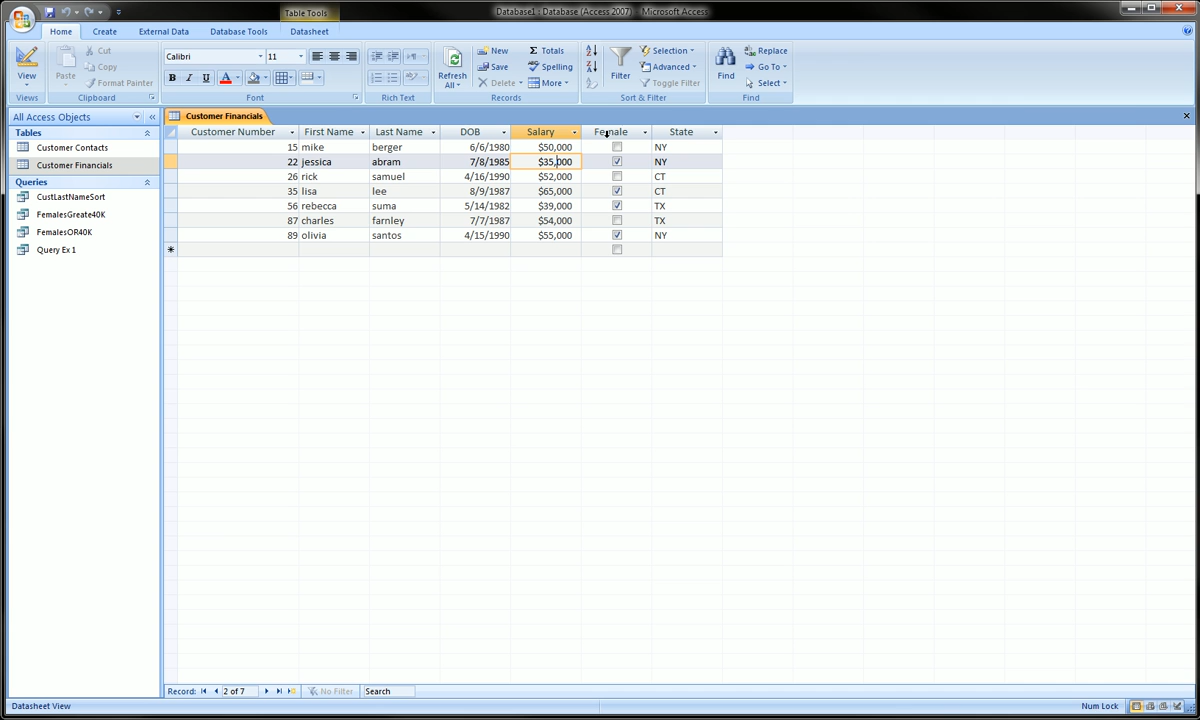 Table Tools
Database1 : Database (Access 2007) - Microsoft Access
Home Create External Data Database Tools Datasheet
View
Views
Paste
Cut
Copy
Format Painter
Clipboard
Calibri 11
B I U A
Font
Rich Text
Refresh All
New
Save
Delete
Totals
Spelling
More
Records
Filter
Selection
Advanced
Toggle Filter
Sort & Filter
Find
Replace
Go To
Select
Find
All Access Objects
Tables
Customer Contacts
Customer Financials
Queries
CustLastNameSort
FemalesGreate40K
FemalesOR40K
Query Ex 1
Customer Financials
Customer Number First Name Last Name DOB Salary Female State
15 mike berger 6/6/1980 $50,000 NY
22 jessica abram 7/8/1985 $35,000 NY
26 rick samuel 4/16/1990 $52,000 CT
35 lisa lee 8/9/1987 $65,000 CT
56 rebecca suma 5/14/1982 $39,000 TX
87 charles farnley 7/7/1987 $54,000 TX
89 olivia santos 4/15/1990 $55,000 NY
Record: 2 of 7 No Filter Search
Datasheet View Num Lock